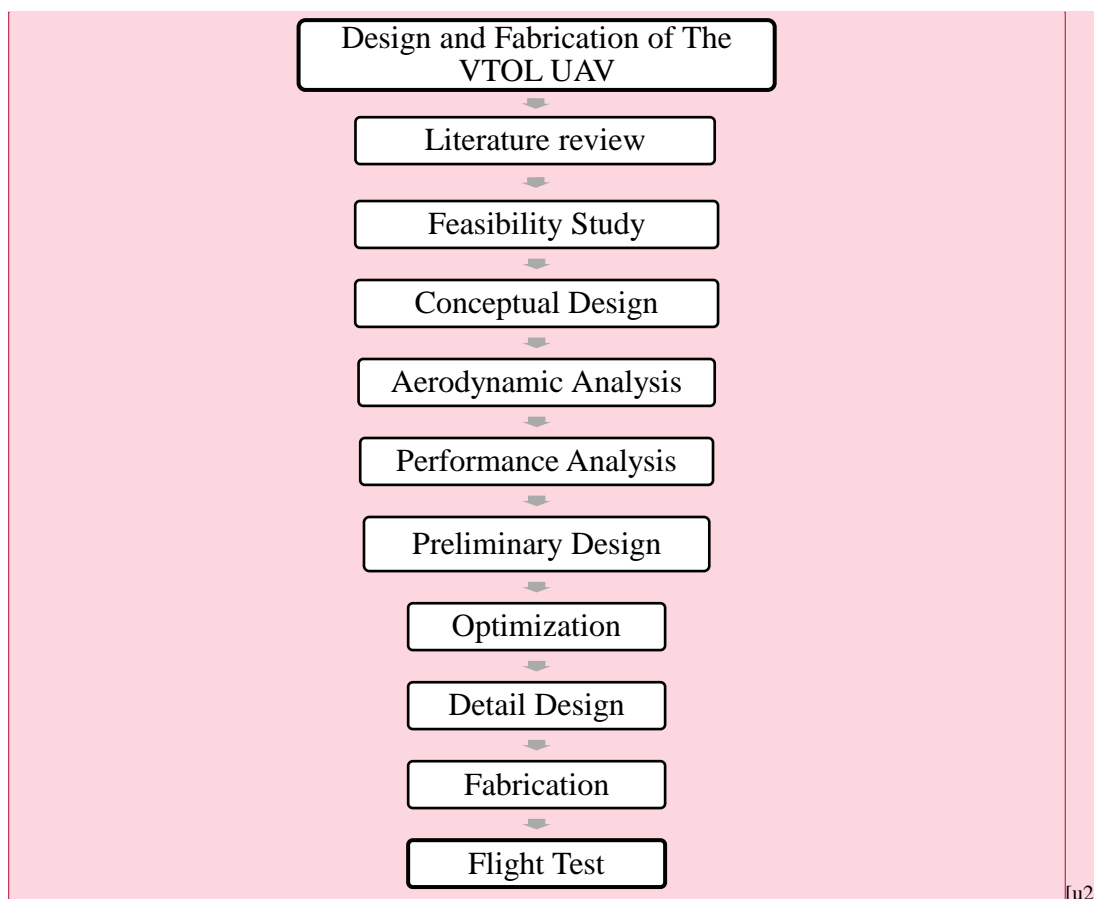 Design and Fabrication of The
VTOL UAV
Literature review
Feasibility Study
Conceptual Design
Aerodynamic Analysis
Performance Analysis
Preliminary Design
Optimization
Detail Design
Fabrication
Flight Test
[u2